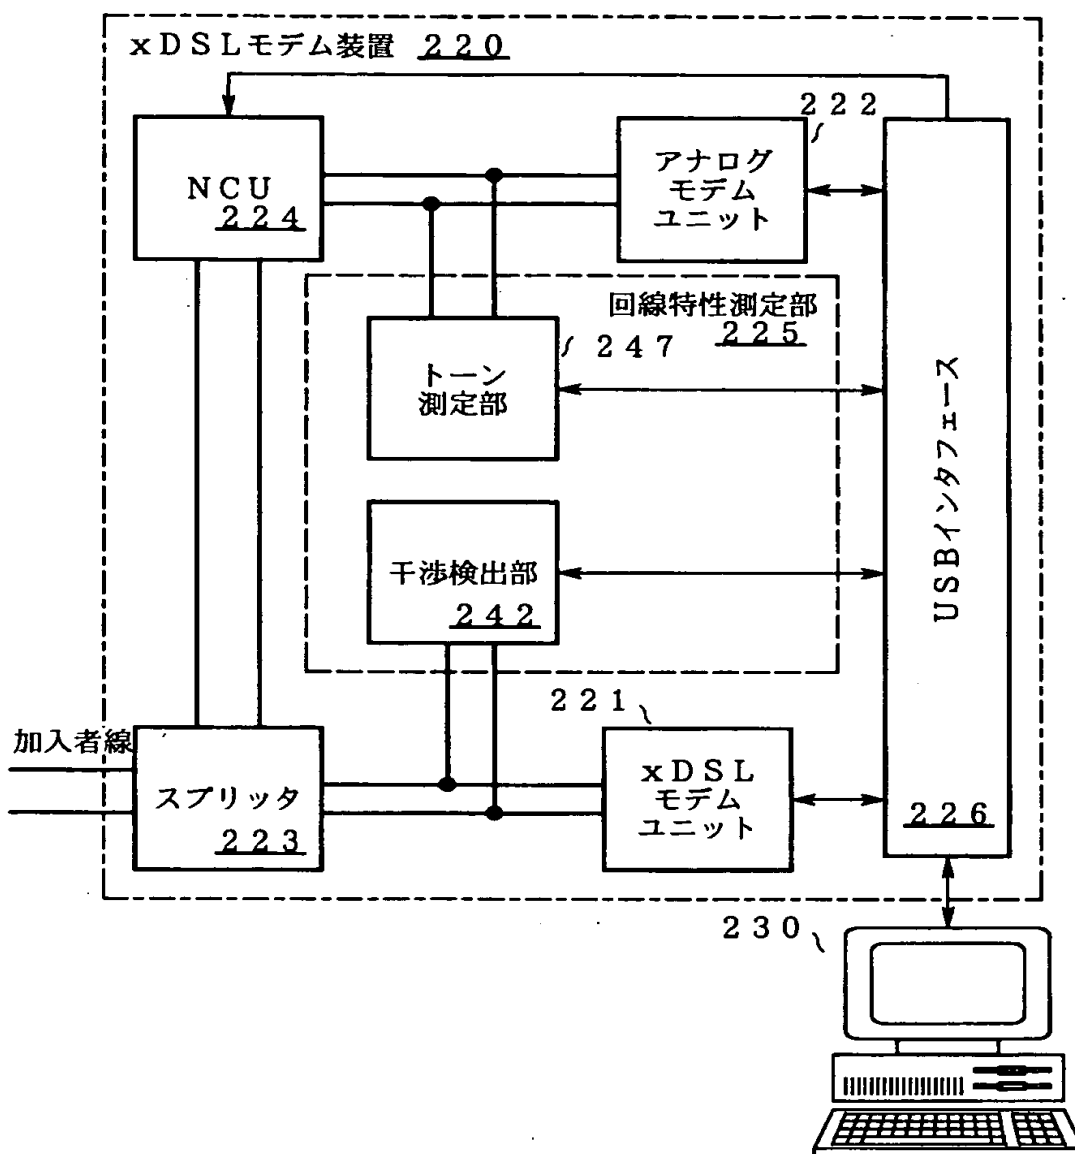 xDSLモデム装置 220
222
NCU
224
アナログ
モデム
ユニット
回線特性測定部
225
247
トーン
測定部
USBインタフェース
干渉検出部
242
221
加入者線
スプリッタ
223
xDSL
モデム
ユニット
226
230